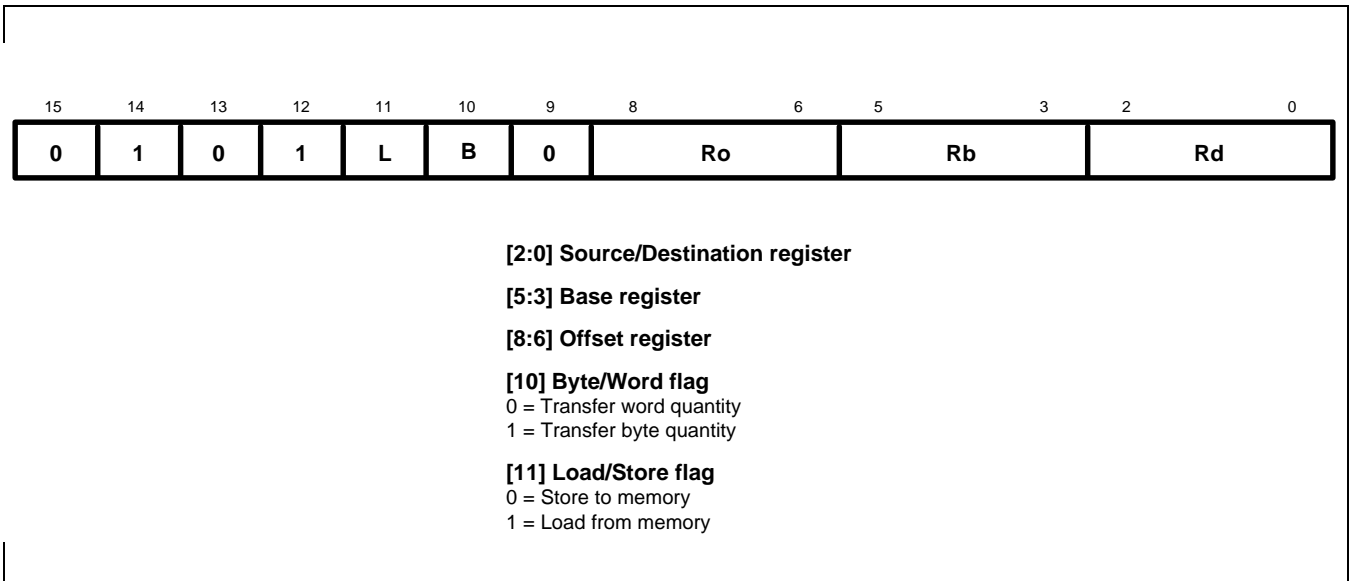 15 14 13 12 11 10 9 8 6 5 3 2 0
0 1 0 1 L B 0 Ro Rb Rd
[2:0] Source/Destination register
[5:3] Base register
[8:6] Offset register
[10] Byte/Word flag
0 = Transfer word quantity
1 = Transfer byte quantity
[11] Load/Store flag
0 = Store to memory
1 = Load from memory